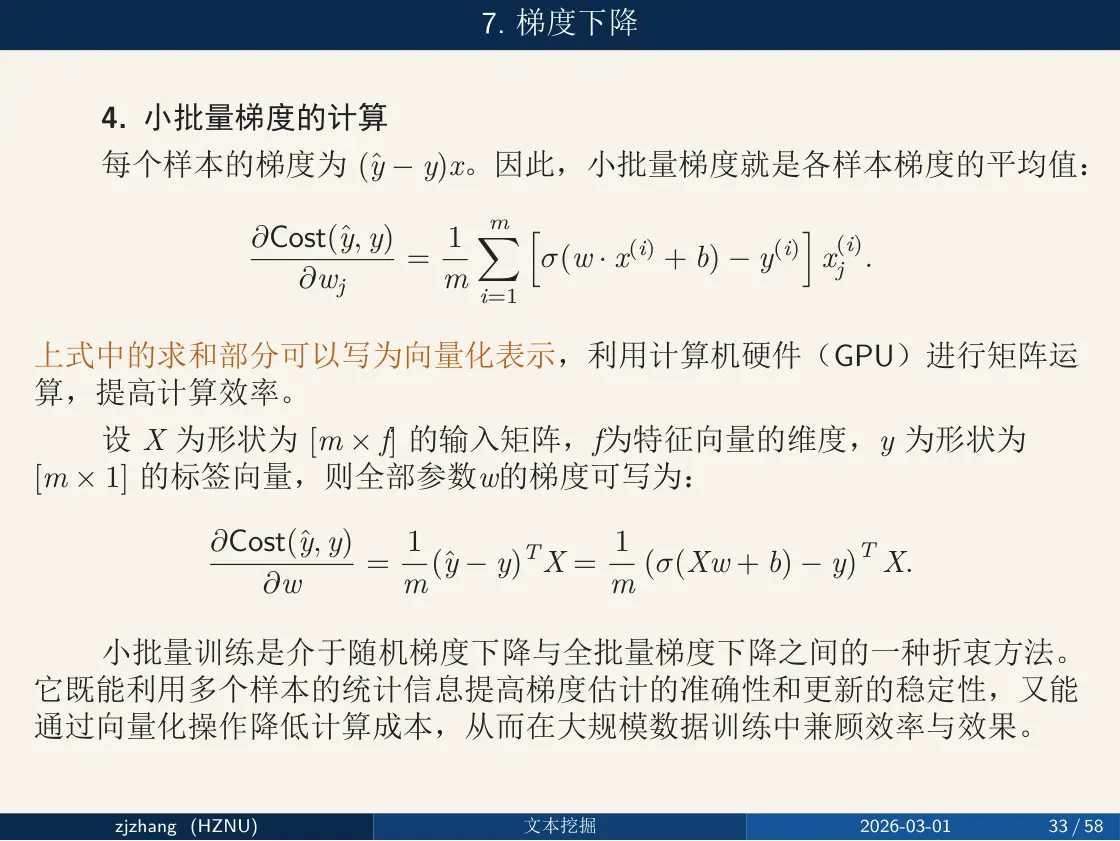 7. 梯度下降
4. 小批量梯度的计算
每个样本的梯度为 (ŷ − y)x。因此，小批量梯度就是各样本梯度的平均值：
∂Cost(ŷ, y)/∂w_j = 1/m ∑_{i=1}^{m} [σ(w · x^{(i)} + b) − y^{(i)}] x_j^{(i)}.
上式中的求和部分可以写为向量化表示，利用计算机硬件（GPU）进行矩阵运
算，提高计算效率。
设 X 为形状为 [m × f] 的输入矩阵，f为特征向量的维度，y 为形状为
[m × 1] 的标签向量，则全部参数w的梯度可写为：
∂Cost(ŷ, y)/∂w = 1/m (ŷ − y)^T X = 1/m (σ(Xw + b) − y)^T X.
小批量训练是介于随机梯度下降与全批量梯度下降之间的一种折衷方法。
它既能利用多个样本的统计信息提高梯度估计的准确性和更新的稳定性，又能
通过向量化操作降低计算成本，从而在大规模数据训练中兼顾效率与效果。
zjzhang (HZNU) 文本挖掘 2026-03-01 33 / 58